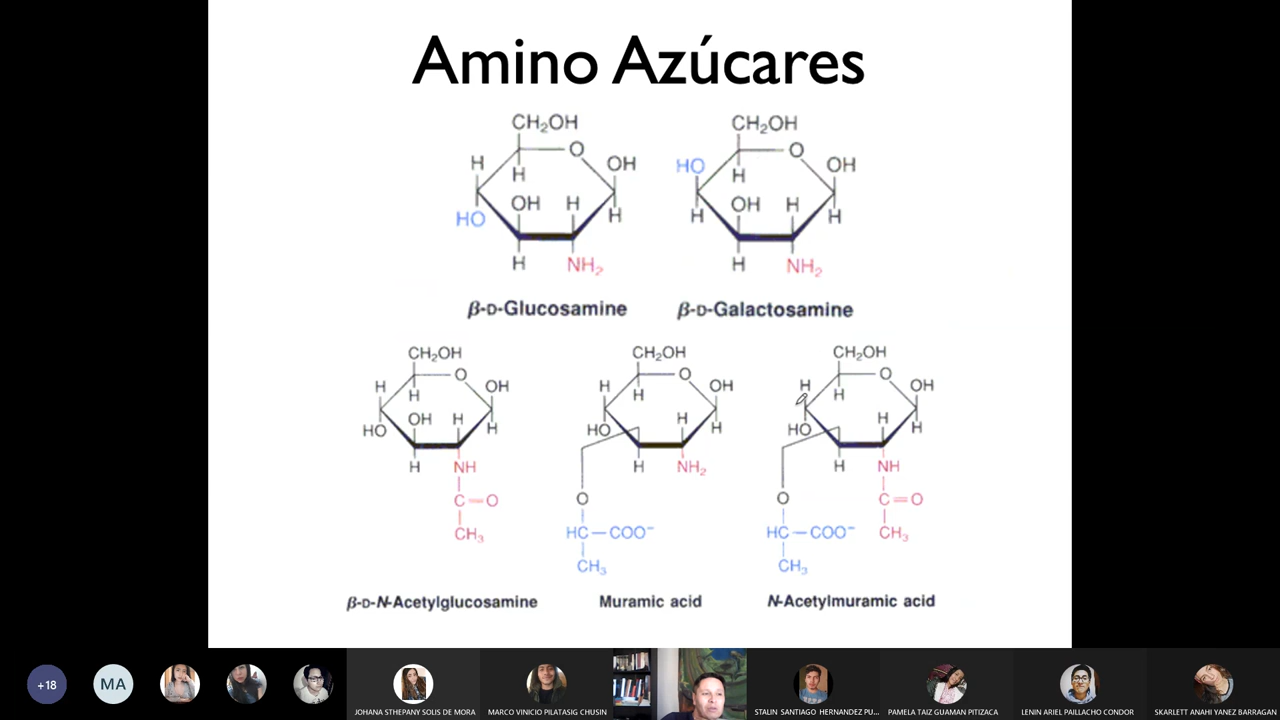 Amino Azúcares
CH₂OH CH₂OH
H O OH HO O OH
H H
OH H OH H
HO H H H
H NH₂ H NH₂
β-D-Glucosamine β-D-Galactosamine
CH₂OH CH₂OH CH₂OH
H O OH H O OH H O OH
H H H
OH H H H
HO H HO H HO H
H NH H NH₂ H NH
C=O O O C=O
CH₃ HC—COO⁻ HC—COO⁻ CH₃
CH₃ CH₃
β-D-N-Acetylglucosamine Muramic acid N-Acetylmuramic acid
+18 MA
JOHANA STHEPANY SOLIS DE MORA
MARCO VINICIO PILATASIG CHUSIN
STALIN SANTIAGO HERNANDEZ PU...
PAMELA TAIZ GUAMAN PITIZACA
LENIN ARIEL PAILLACHO CONDOR
SKARLETT ANAHI YANEZ BARRAGAN